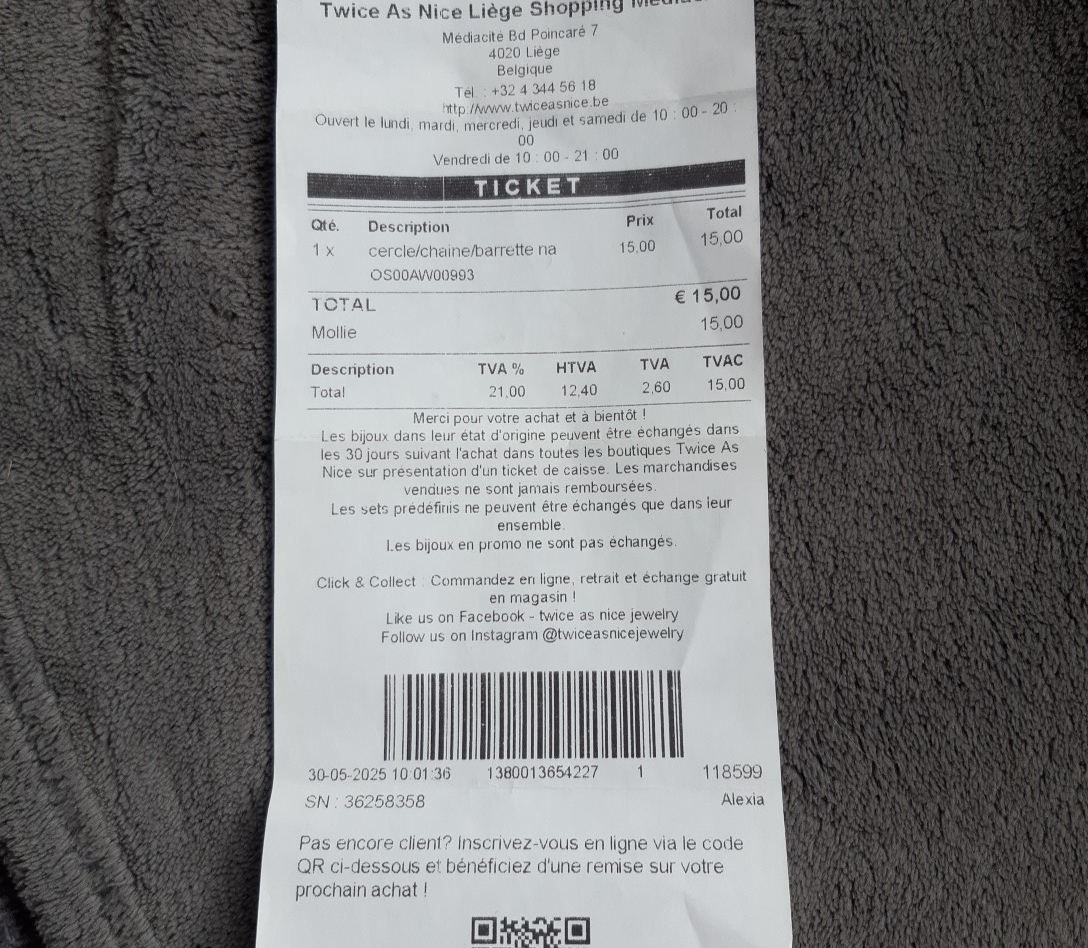 Twice As Nice Liège Shopping
Médiacité Bd Poincaré 7
4020 Liège
Belgique
Tel. : +32 4 344 56 18
http://www.twiceasnice.be
Ouvert le lundi, mardi, mercredi, jeudi et samedi de 10 : 00 - 20 :
00
Vendredi de 10 : 00 - 21 : 00
TICKET
Qté. Description Prix Total
1 x cercle/chaine/barrette na 15,00 15,00
OS00AW00993
TOTAL € 15,00
Mollie 15,00
Description TVA % HTVA TVA TVAC
Total 21,00 12,40 2,60 15,00
Merci pour votre achat et à bientôt !
Les bijoux dans leur état d'origine peuvent être échangés dans
les 30 jours suivant l'achat dans toutes les boutiques Twice As
Nice sur présentation d'un ticket de caisse. Les marchandises
vendues ne sont jamais remboursées.
Les sets prédéfinis ne peuvent être échangés que dans leur
ensemble.
Les bijoux en promo ne sont pas échangés.
Click & Collect : Commandez en ligne, retrait et échange gratuit
en magasin !
Like us on Facebook - twice as nice jewelry
Follow us on Instagram @twiceasnicejewelry
30-05-2025 10:01:36 1380013654227 1 118599
SN : 36258358 Alexia
Pas encore client? Inscrivez-vous en ligne via le code
QR ci-dessous et bénéficiez d'une remise sur votre
prochain achat !